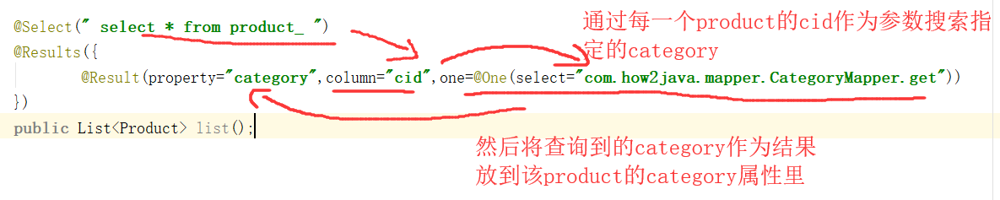 @Select(" select * from product_ ")
通过每一个product的cid作为参数搜索指
定的category
@Results({
@Result(property="category",column="cid",one=@One(select="com.how2java.mapper.CategoryMapper.get"))
})
public List<Product> list();
然后将查询到的category作为结果
放到该product的category属性里